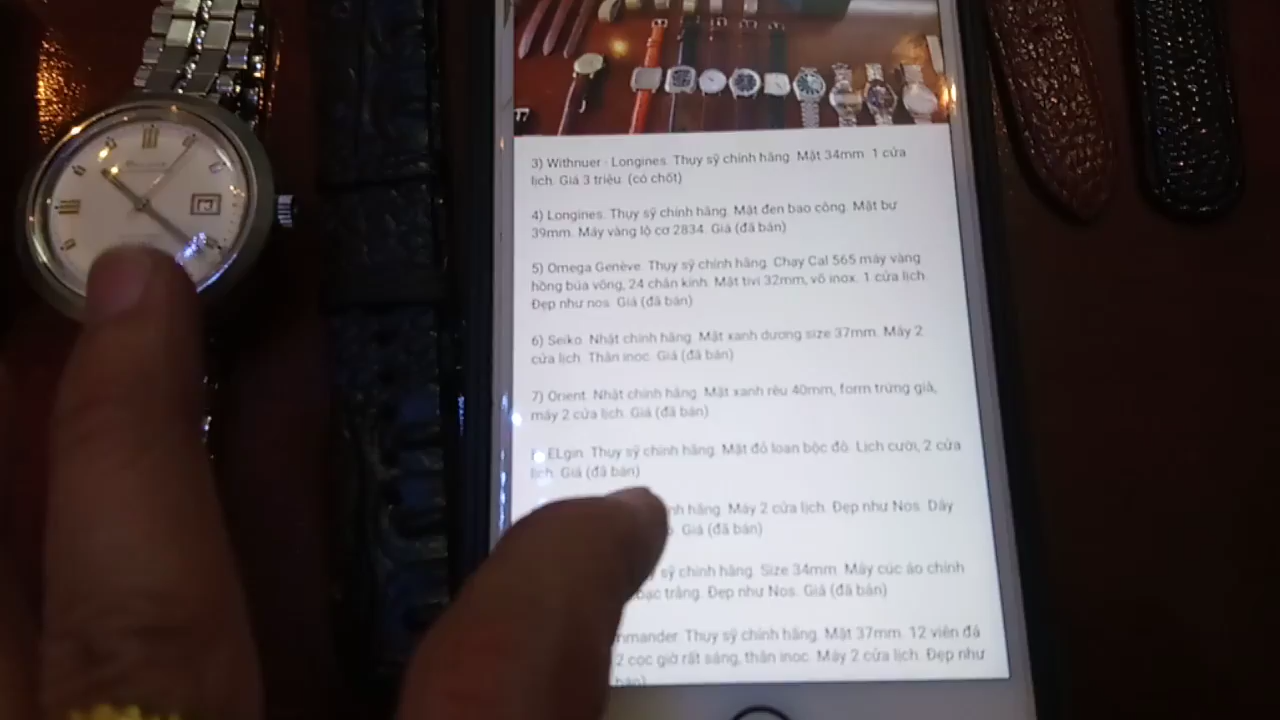 3) Withnuer - Longines. Thụy sỹ chính hãng. Mặt 34mm. 1 cửa
lịch. Giá 3 triệu. (có chốt)
4) Longines. Thụy sỹ chính hãng. Mặt đen bao công. Mặt bự
39mm. Máy vàng lộ cơ 2834. Giá (đã bán)
5) Omega Genève. Thụy sỹ chính hãng. Chạy Cal 565 máy vàng
hồng búa võng, 24 chân kính. Mặt tivi 32mm, vỏ inox. 1 cửa lịch.
Đẹp như nos. Giá (đã bán)
6) Seiko. Nhật chính hãng. Mặt xanh dương size 37mm. Máy 2
cửa lịch. Thân inoc. Giá (đã bán)
7) Orient. Nhật chính hãng. Mặt xanh rêu 40mm, form trứng giả,
máy 2 cửa lịch. Giá (đã bán)
ELgin. Thụy sỹ chính hãng. Mặt đỏ loan bộc đô. Lịch cưỡi, 2 cửa
lịch. Giá (đã bán)
hãng. Máy 2 cửa lịch. Đẹp như Nos. Dây
Giá (đã bán)
sỹ chính hãng. Size 34mm. Máy cúc áo chỉnh
bạc trắng. Đẹp như Nos. Giá (đã bán)
mmander. Thụy sỹ chính hãng. Mặt 37mm. 12 viên đá
2 cọc giờ rất sáng, thân inoc. Máy 2 cửa lịch. Đẹp như
bán)